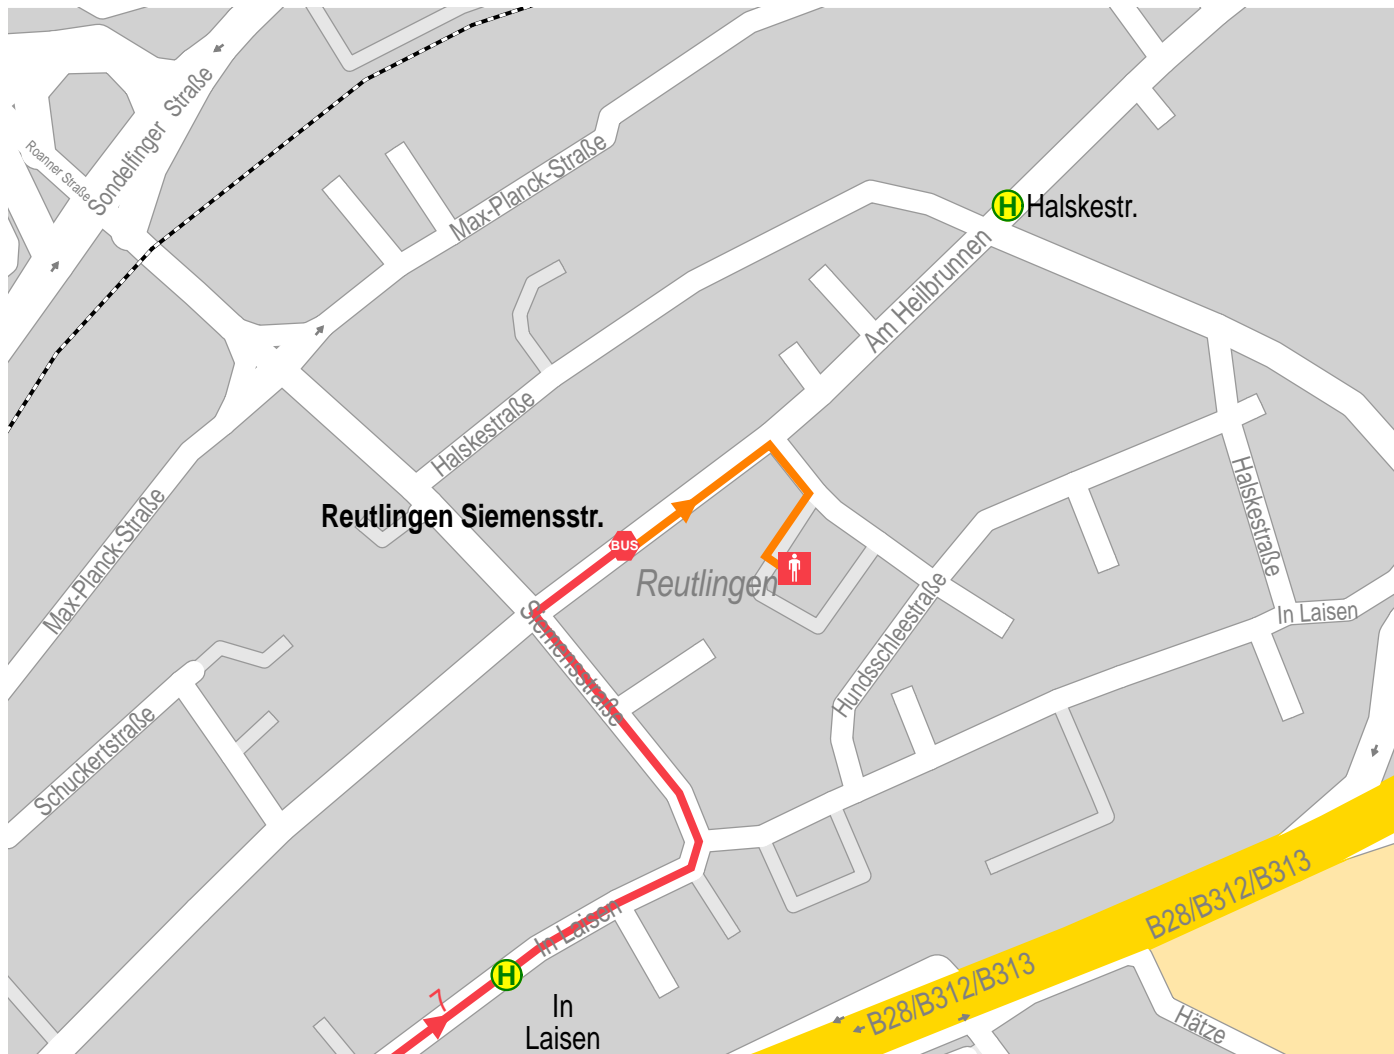 Sondelfinger Straße
Roanner Straße
Max-Planck-Straße
H Halskestr.
Am Heilbrunnen
Halskestraße
Halskestraße
Max-Planck-Straße
Reutlingen Siemensstr.
BUS
Reutlingen
Siemensstraße
Hundsschleestraße
In Laisen
Schuckertstraße
B28/B312/B313
In Laisen
H
7
In
Laisen
B28/B312/B313
Hätze